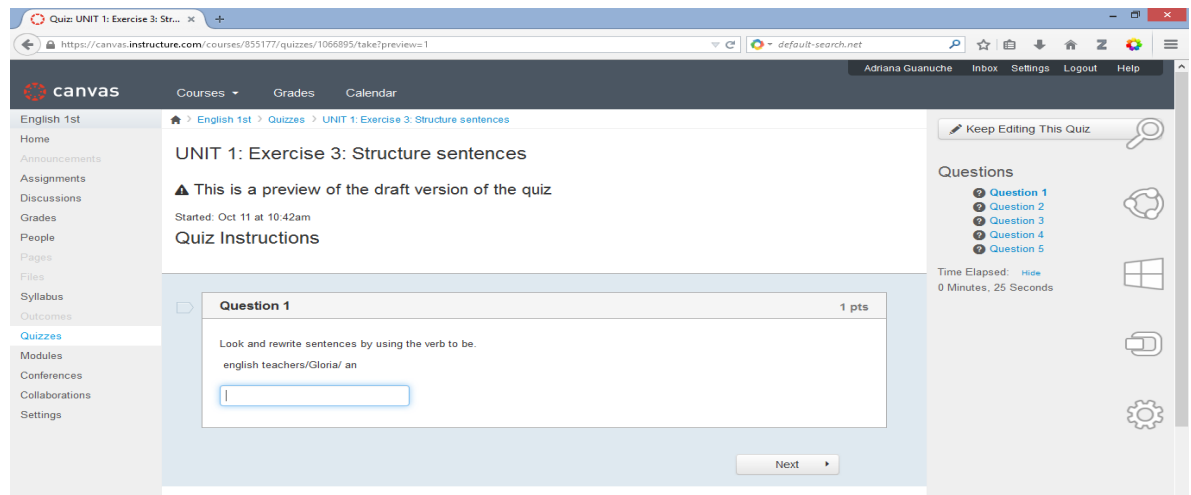 Quiz: UNIT 1: Exercise 3: Str...
https://canvas.instructure.com/courses/855177/quizzes/1066895/take?preview=1
default-search.net
Adriana Guanuche Inbox Settings Logout Help
canvas Courses Grades Calendar
English 1st
Home
Announcements
Assignments
Discussions
Grades
People
Pages
Files
Syllabus
Outcomes
Quizzes
Modules
Conferences
Collaborations
Settings
English 1st > Quizzes > UNIT 1: Exercise 3: Structure sentences
UNIT 1: Exercise 3: Structure sentences
This is a preview of the draft version of the quiz
Started: Oct 11 at 10:42am
Quiz Instructions
Question 1 1 pts
Look and rewrite sentences by using the verb to be.
english teachers/Gloria/ an
Next
Keep Editing This Quiz
Questions
Question 1
Question 2
Question 3
Question 4
Question 5
Time Elapsed: Hide
0 Minutes, 25 Seconds